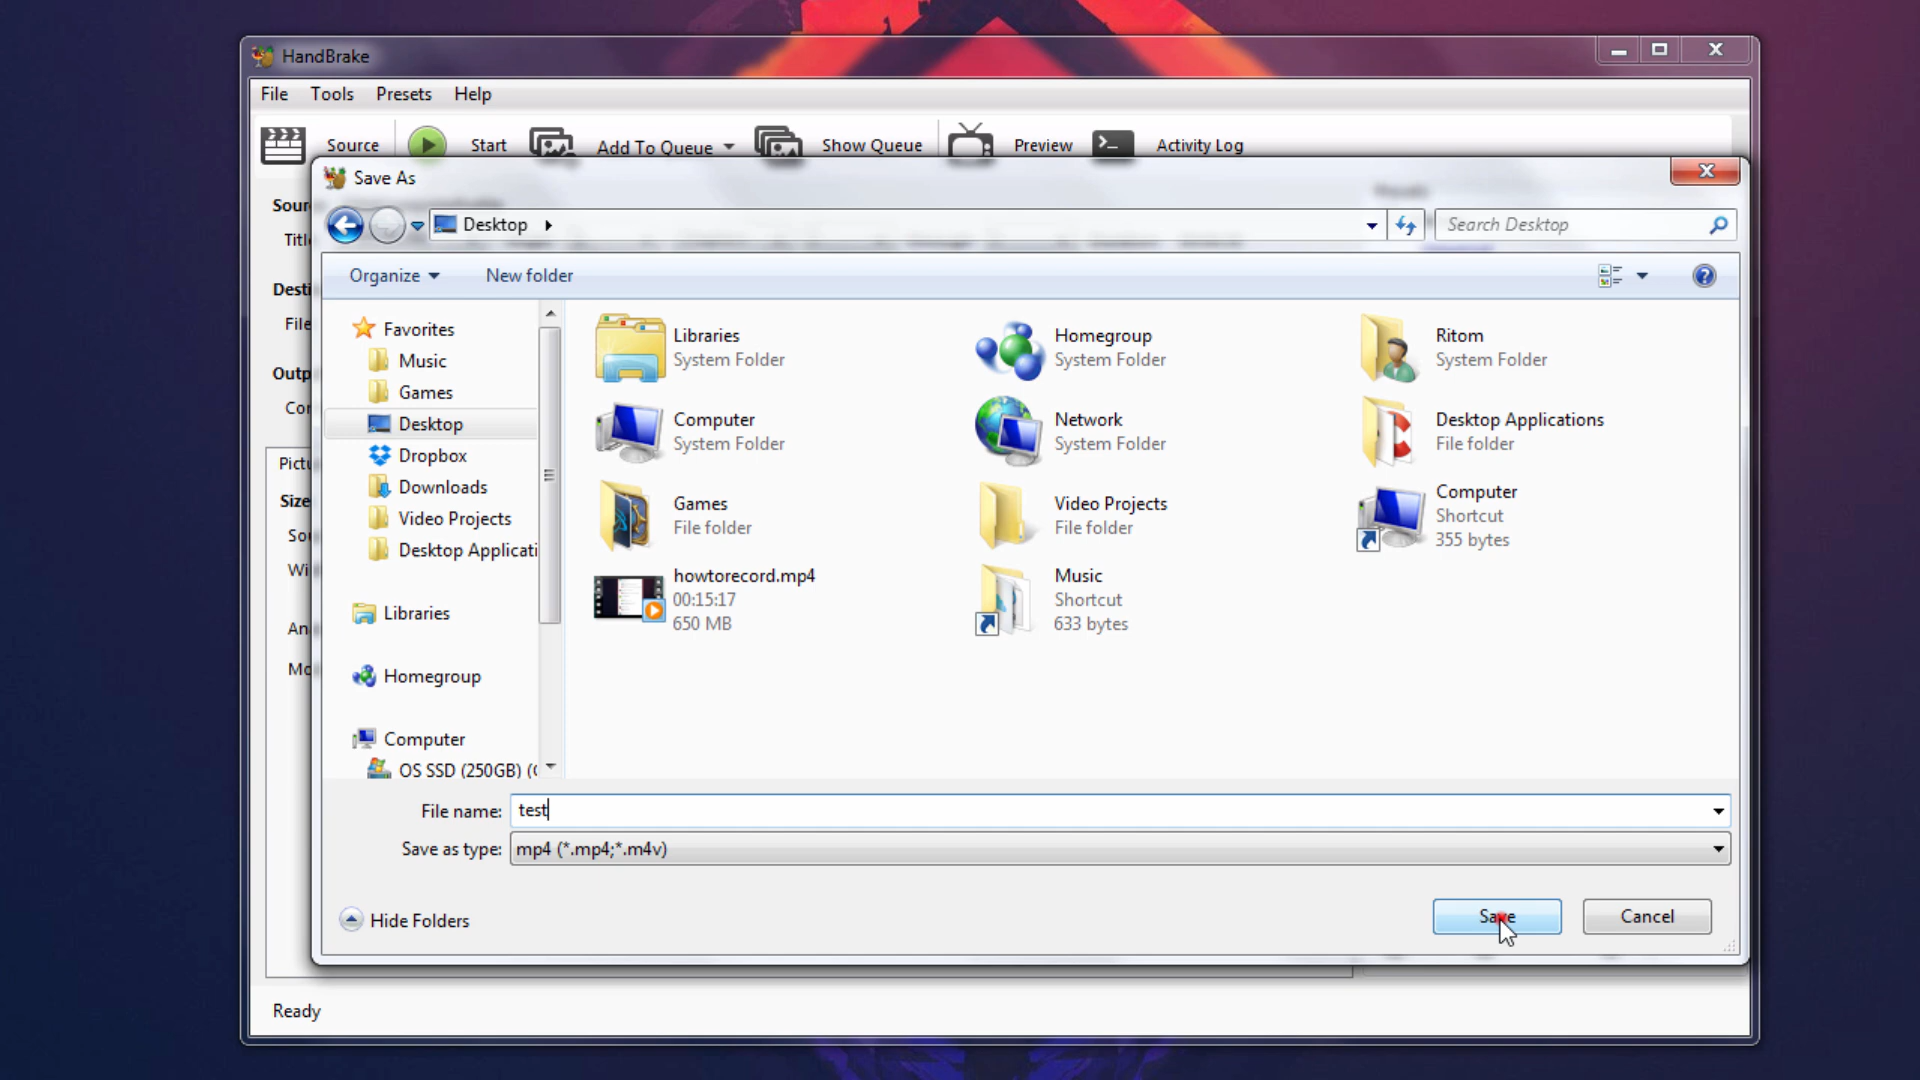 HandBrake
File Tools Presets Help
Source Start Add To Queue Show Queue Preview Activity Log
Save As
Desktop
Search Desktop
Organize New folder
Favorites
Music
Games
Desktop
Dropbox
Downloads
Video Projects
Desktop Applicati
Libraries
Homegroup
Computer
OS SSD (250GB) (
Libraries
System Folder
Homegroup
System Folder
Ritom
System Folder
Computer
System Folder
Network
System Folder
Desktop Applications
File folder
Games
File folder
Video Projects
File folder
Computer
Shortcut
355 bytes
howtorecord.mp4
00:15:17
650 MB
Music
Shortcut
633 bytes
File name: test
Save as type: mp4 (*.mp4;*.m4v)
Hide Folders
Save Cancel
Sour
Titl
Desti
File
Outp
Cor
Pictu
Size
Sou
Wi
An
Mo
Ready